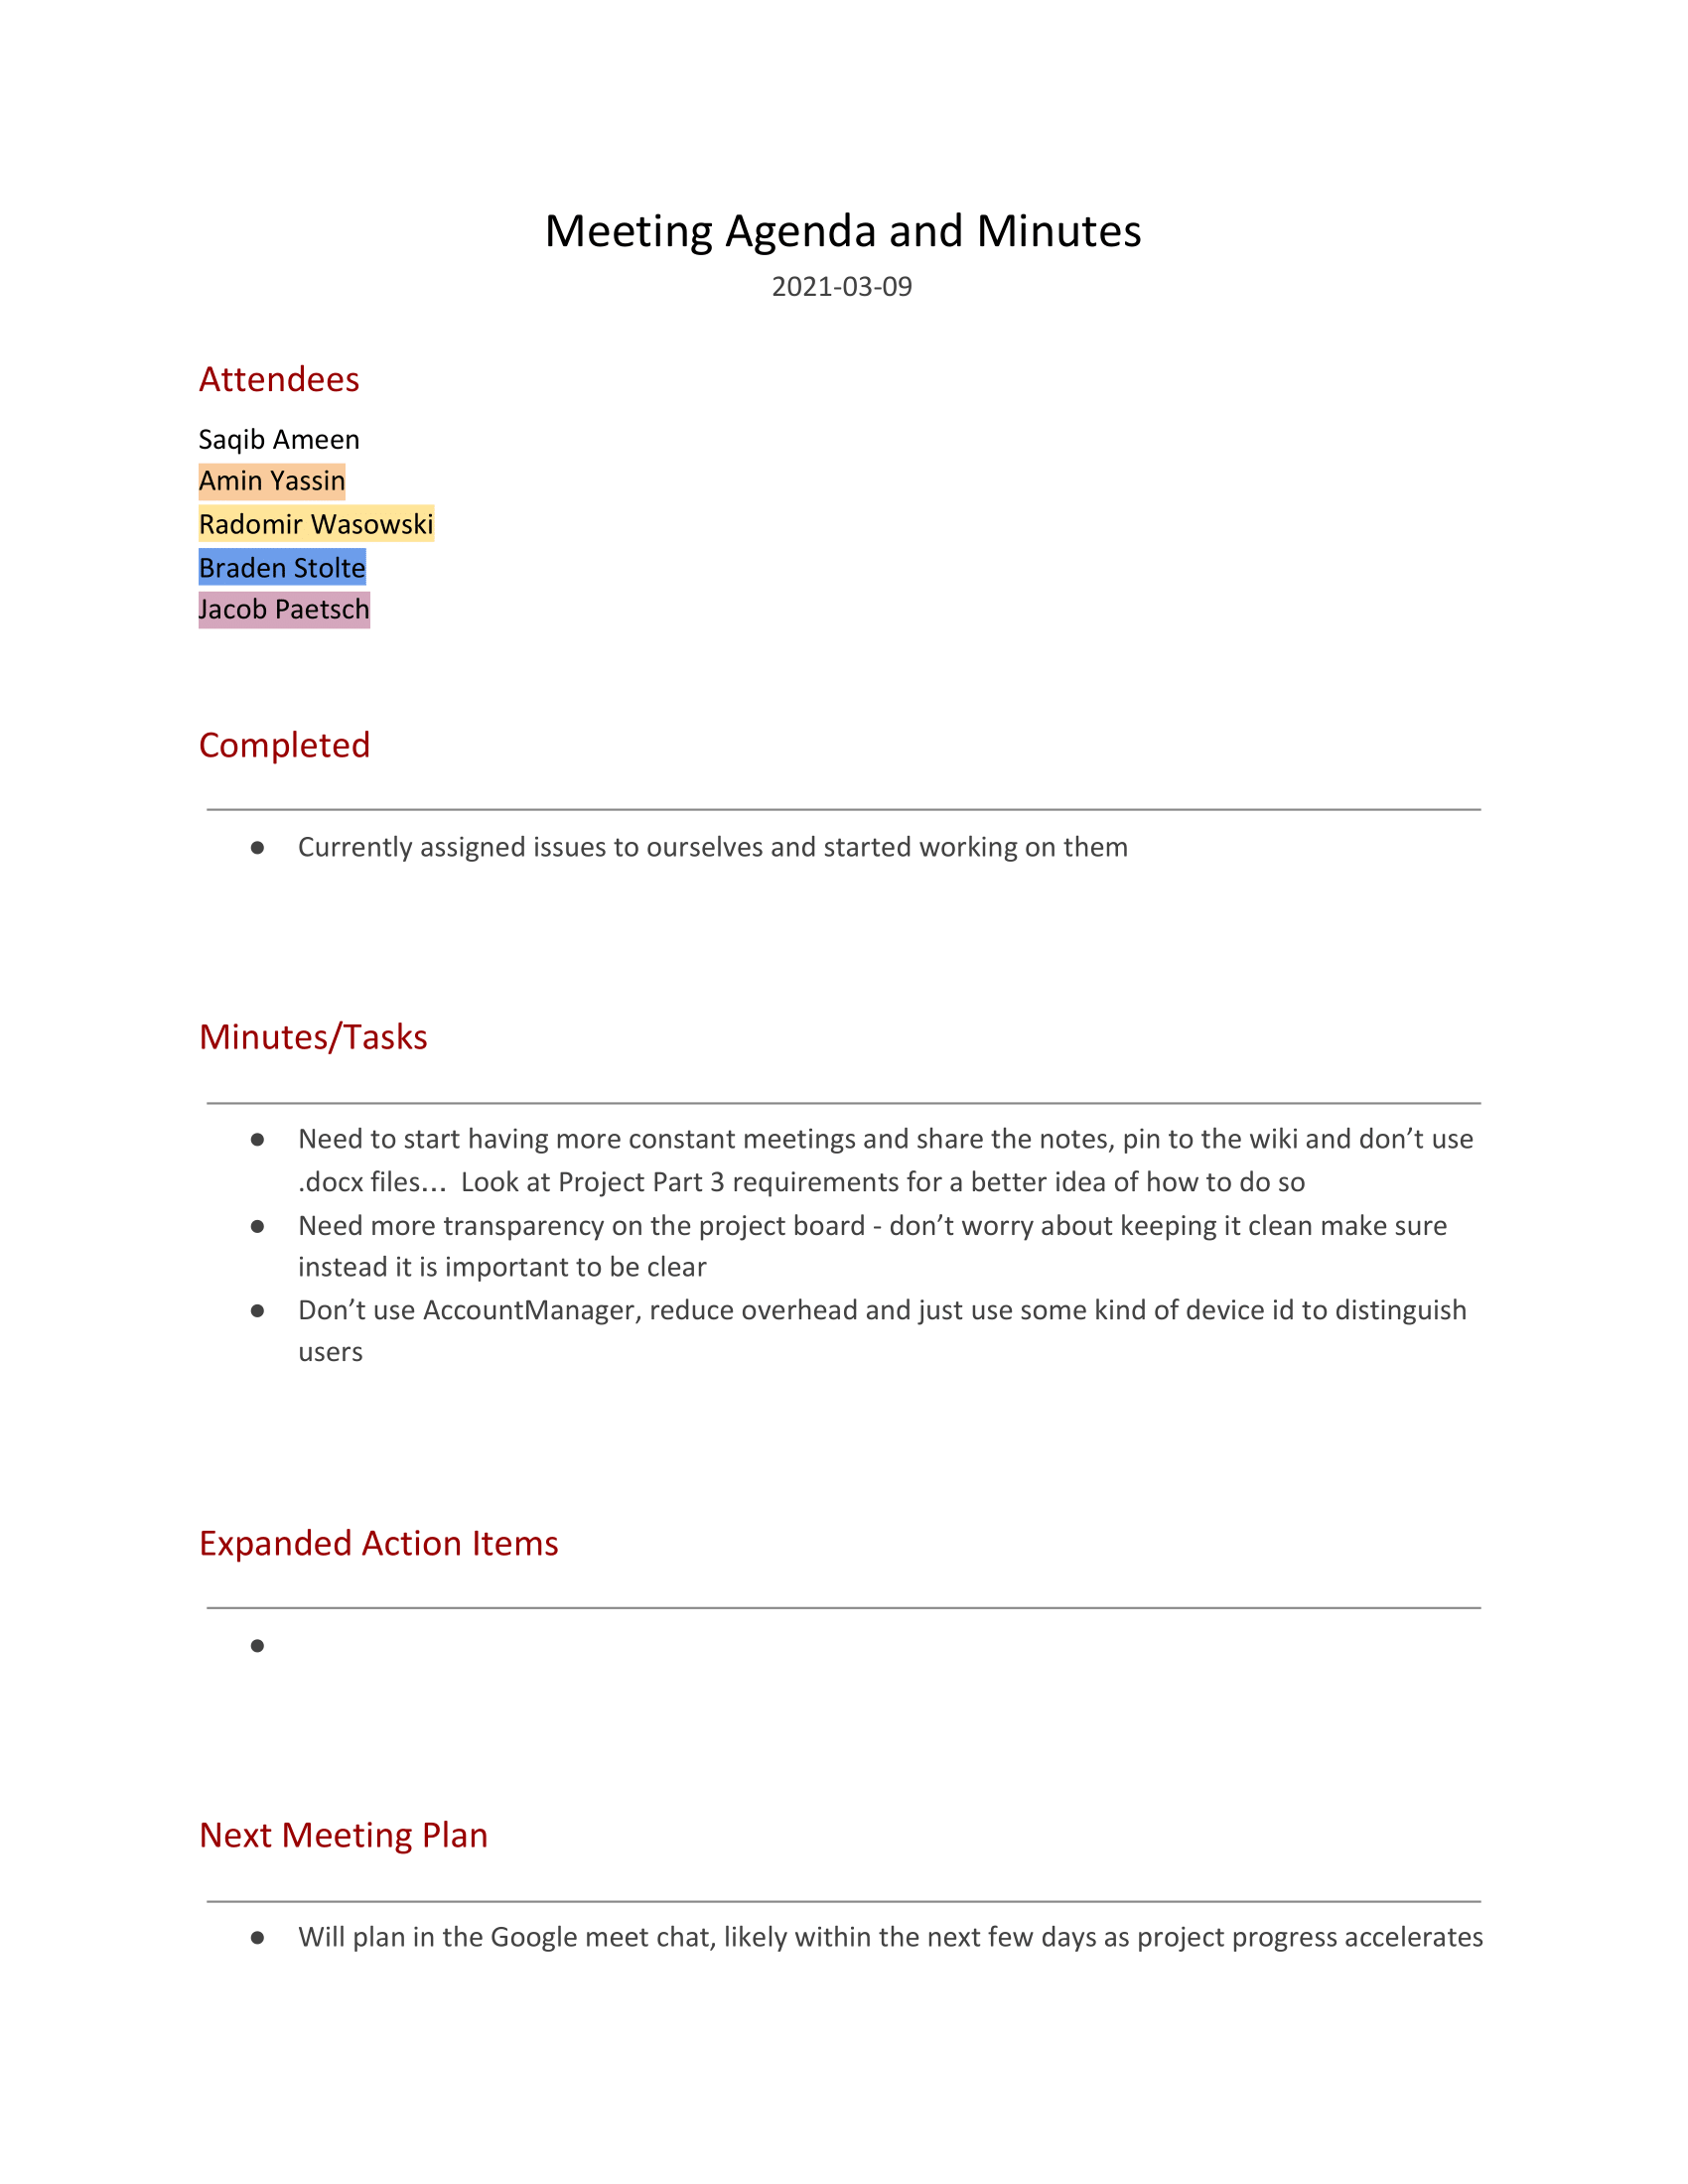 Meeting Agenda and Minutes
2021-03-09
Attendees
Saqib Ameen
Amin Yassin
Radomir Wasowski
Braden Stolte
Jacob Paetsch
Completed
● Currently assigned issues to ourselves and started working on them
Minutes/Tasks
● Need to start having more constant meetings and share the notes, pin to the wiki and don’t use
.docx files… Look at Project Part 3 requirements for a better idea of how to do so
● Need more transparency on the project board - don’t worry about keeping it clean make sure
instead it is important to be clear
● Don’t use AccountManager, reduce overhead and just use some kind of device id to distinguish
users
Expanded Action Items
●
Next Meeting Plan
● Will plan in the Google meet chat, likely within the next few days as project progress accelerates